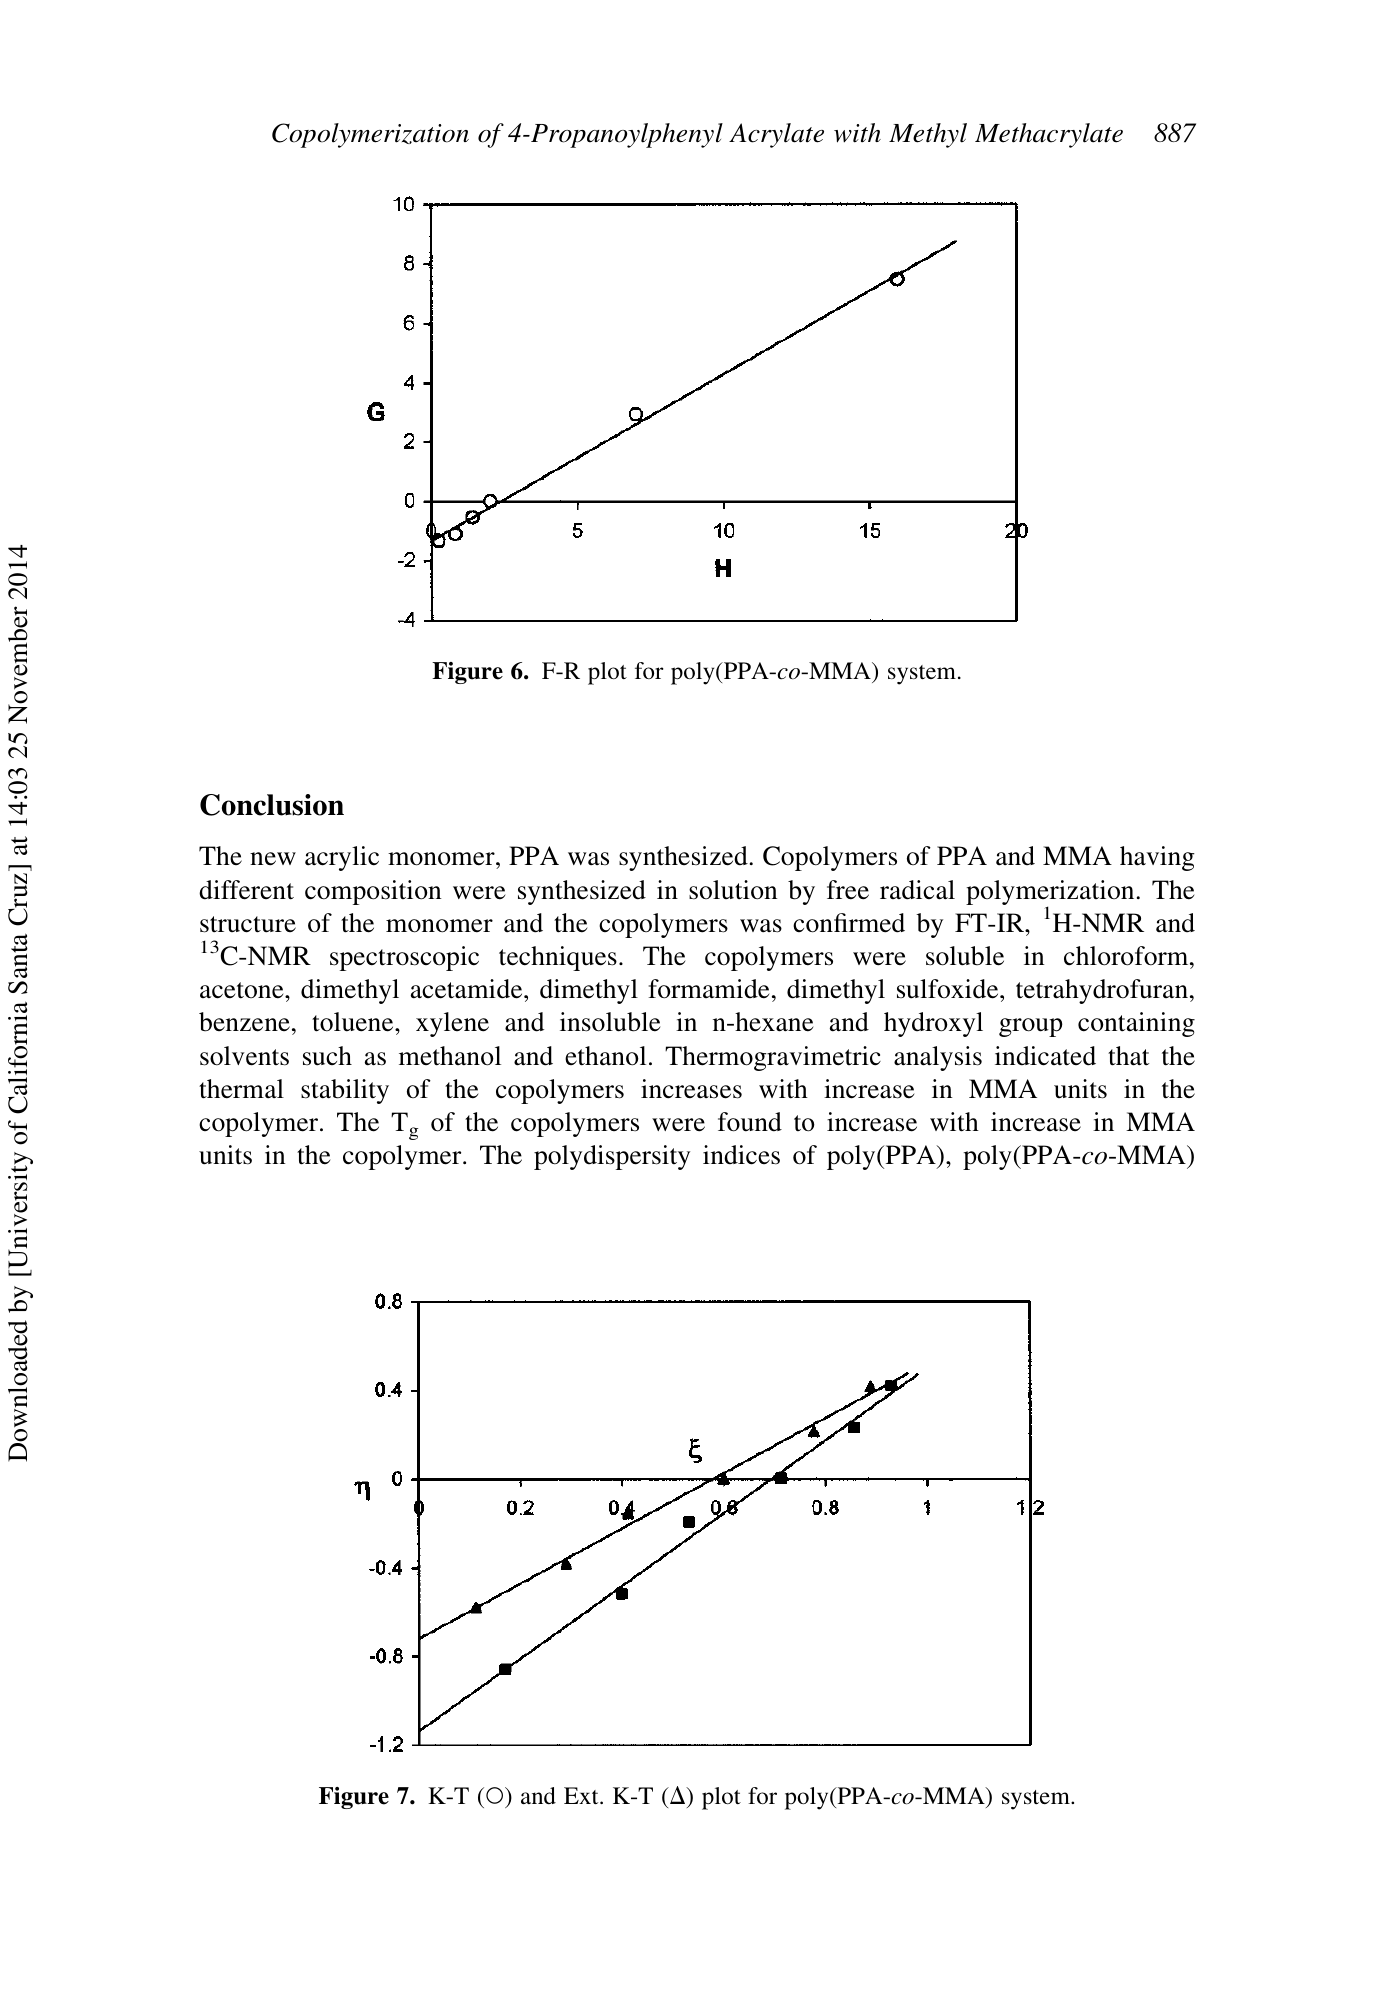 Copolymerization of 4-Propanoylphenyl Acrylate with Methyl Methacrylate 887
10
8
6
4
G
2
0
0 5 10 15 20
-2
H
-4
Figure 6. F-R plot for poly(PPA-co-MMA) system.
Conclusion
The new acrylic monomer, PPA was synthesized. Copolymers of PPA and MMA having
different composition were synthesized in solution by free radical polymerization. The
structure of the monomer and the copolymers was confirmed by FT-IR, ¹H-NMR and
¹³C-NMR spectroscopic techniques. The copolymers were soluble in chloroform,
acetone, dimethyl acetamide, dimethyl formamide, dimethyl sulfoxide, tetrahydrofuran,
benzene, toluene, xylene and insoluble in n-hexane and hydroxyl group containing
solvents such as methanol and ethanol. Thermogravimetric analysis indicated that the
thermal stability of the copolymers increases with increase in MMA units in the
copolymer. The Tg of the copolymers were found to increase with increase in MMA
units in the copolymer. The polydispersity indices of poly(PPA), poly(PPA-co-MMA)
0.8
0.4
ξ
η 0
0 0.2 0.4 0.6 0.8 1 1.2
-0.4
-0.8
-1.2
Figure 7. K-T (○) and Ext. K-T (Δ) plot for poly(PPA-co-MMA) system.
Downloaded by [University of California Santa Cruz] at 14:03 25 November 2014